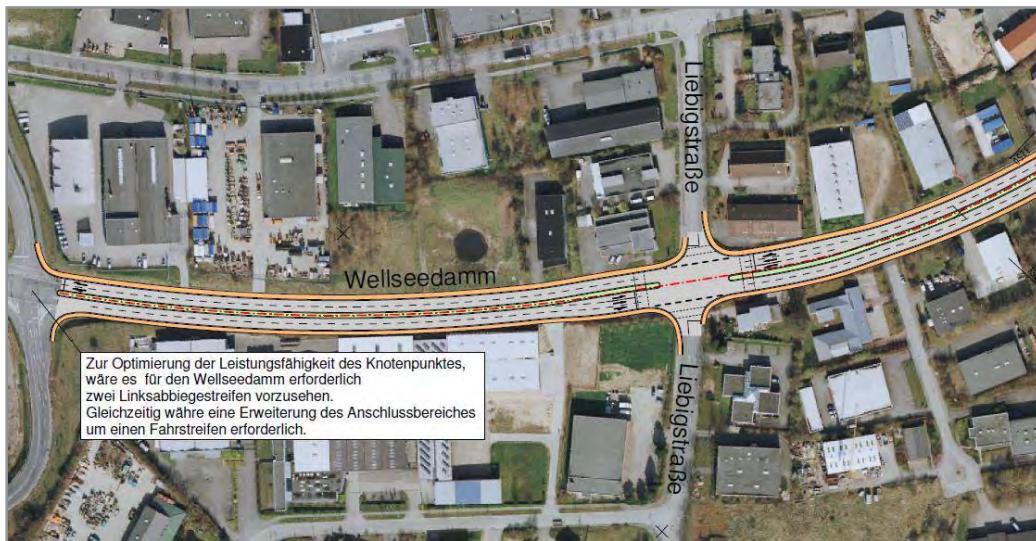 Liebigstraße
Wellseedamm
Zur Optimierung der Leistungsfähigkeit des Knotenpunktes,
wäre es für den Wellseedamm erforderlich
zwei Linksabbiegestreifen vorzusehen.
Gleichzeitig währe eine Erweiterung des Anschlussbereiches
um einen Fahrstreifen erforderlich.
Liebigstraße